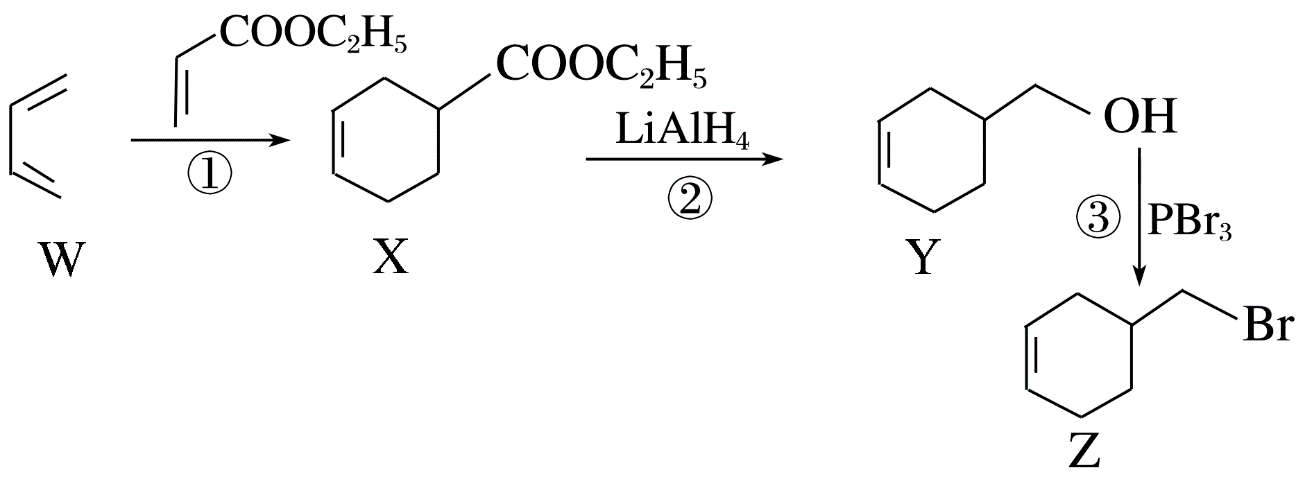 COOC₂H₅
COOC₂H₅
①
LiAlH₄
②
OH
③
PBr₃
W
X
Y
Br
Z